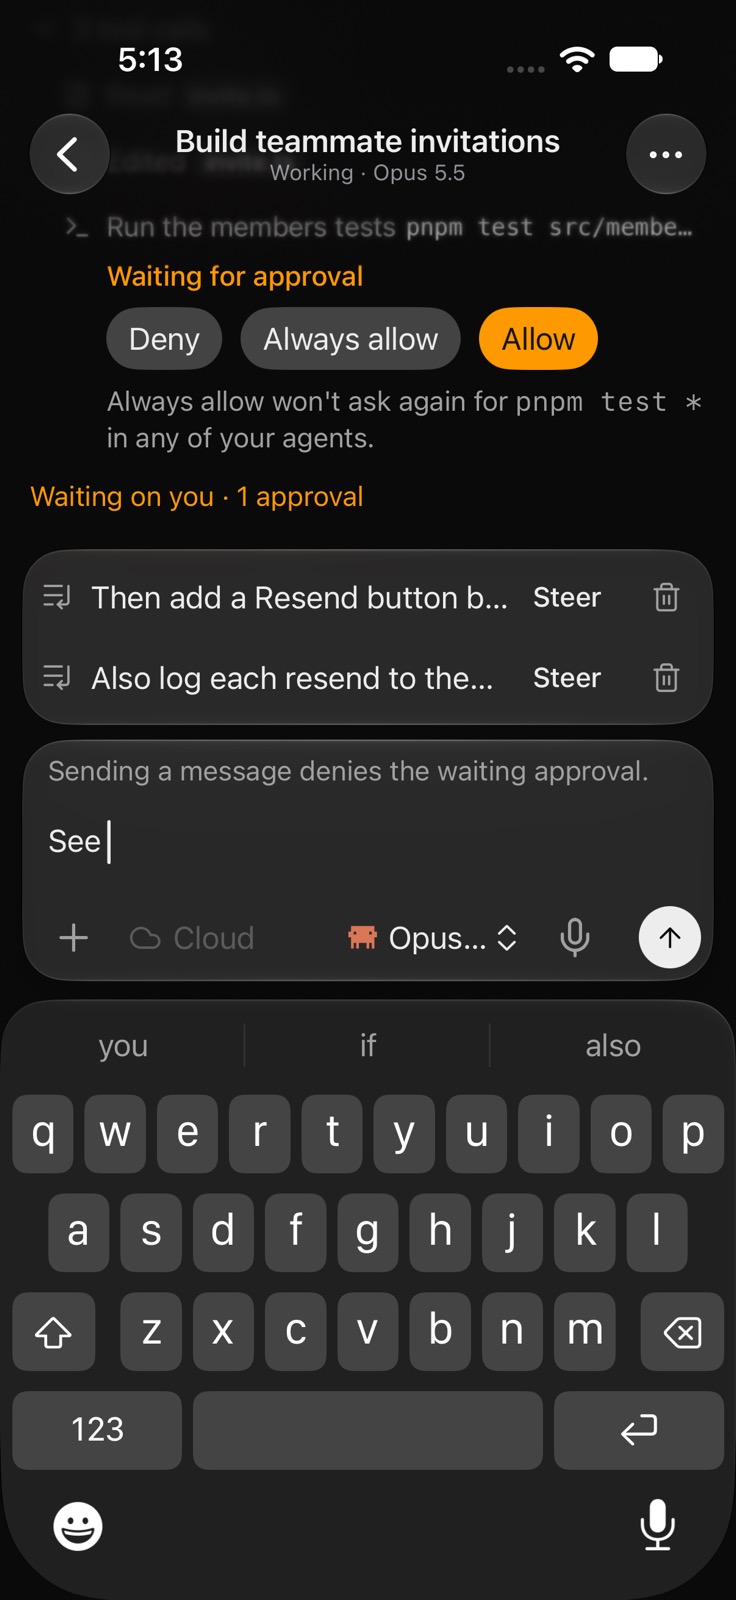 5:13
Build teammate invitations
Working · Opus 5.5
Edited
Run the members tests pnpm test src/membe…
Waiting for approval
Deny Always allow Allow
Always allow won't ask again for pnpm test *
in any of your agents.
Waiting on you · 1 approval
Then add a Resend button b... Steer
Also log each resend to the... Steer
Sending a message denies the waiting approval.
See
Cloud Opus...
you if also
q w e r t y u i o p
a s d f g h j k l
z x c v b n m
123